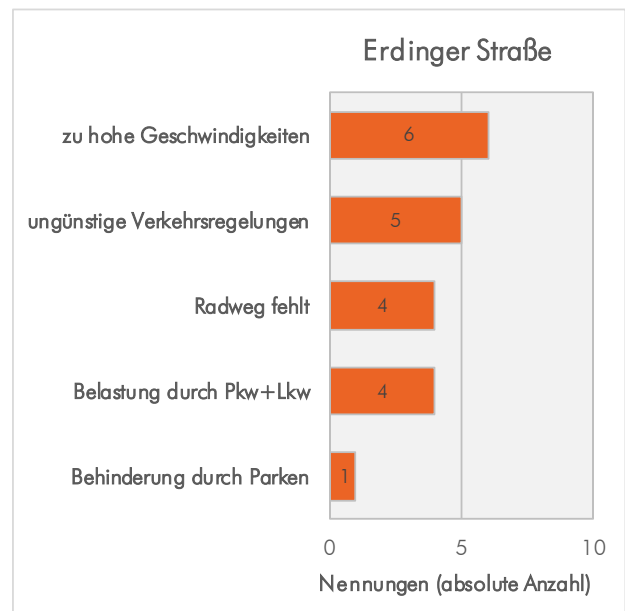 Erdinger Straße
zu hohe Geschwindigkeiten 6
ungünstige Verkehrsregelungen 5
Radweg fehlt 4
Belastung durch Pkw+Lkw 4
Behinderung durch Parken 1
0 5 10
Nennungen (absolute Anzahl)